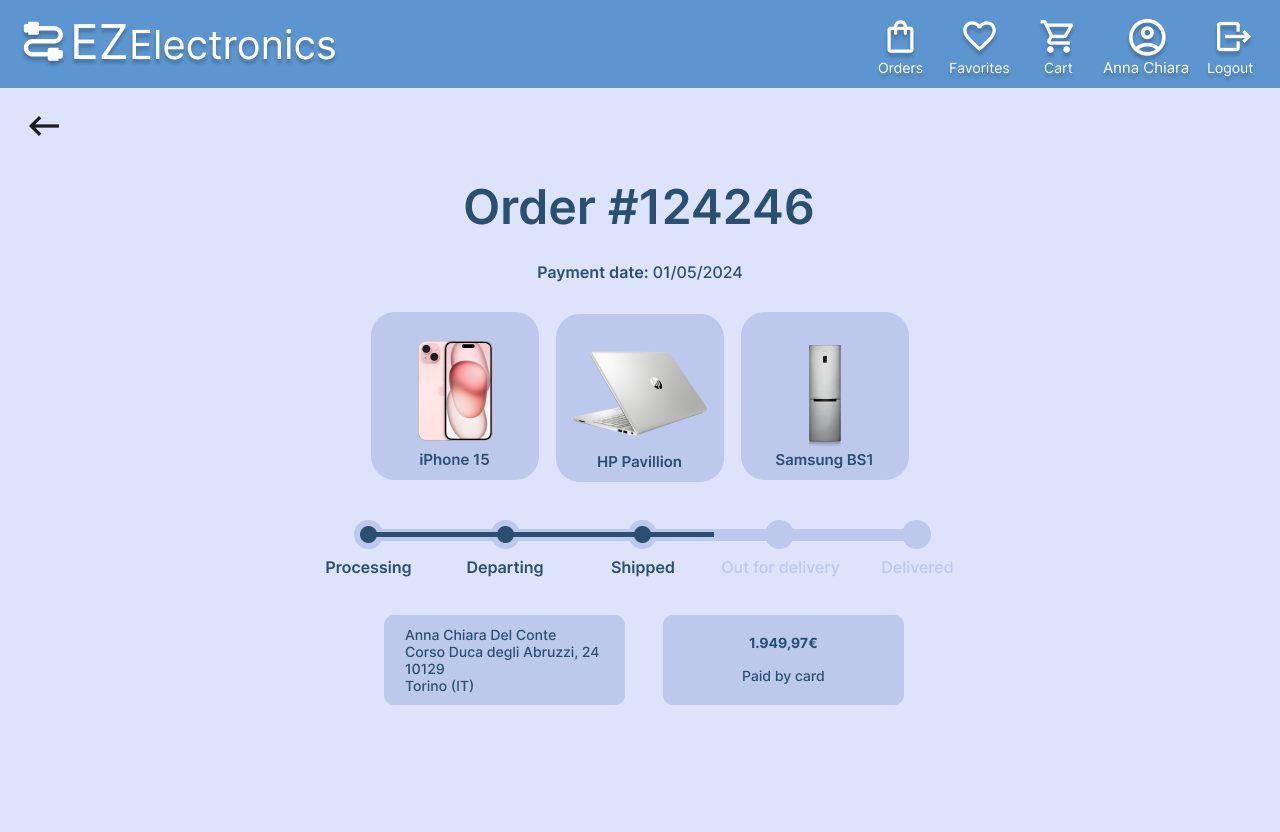 EZElectronics
Orders
Favorites
Cart
Anna Chiara
Logout
Order #124246
Payment date: 01/05/2024
iPhone 15
HP Pavillion
Samsung BS1
Processing
Departing
Shipped
Out for delivery
Delivered
Anna Chiara Del Conte
Corso Duca degli Abruzzi, 24
10129
Torino (IT)
1.949,97€
Paid by card